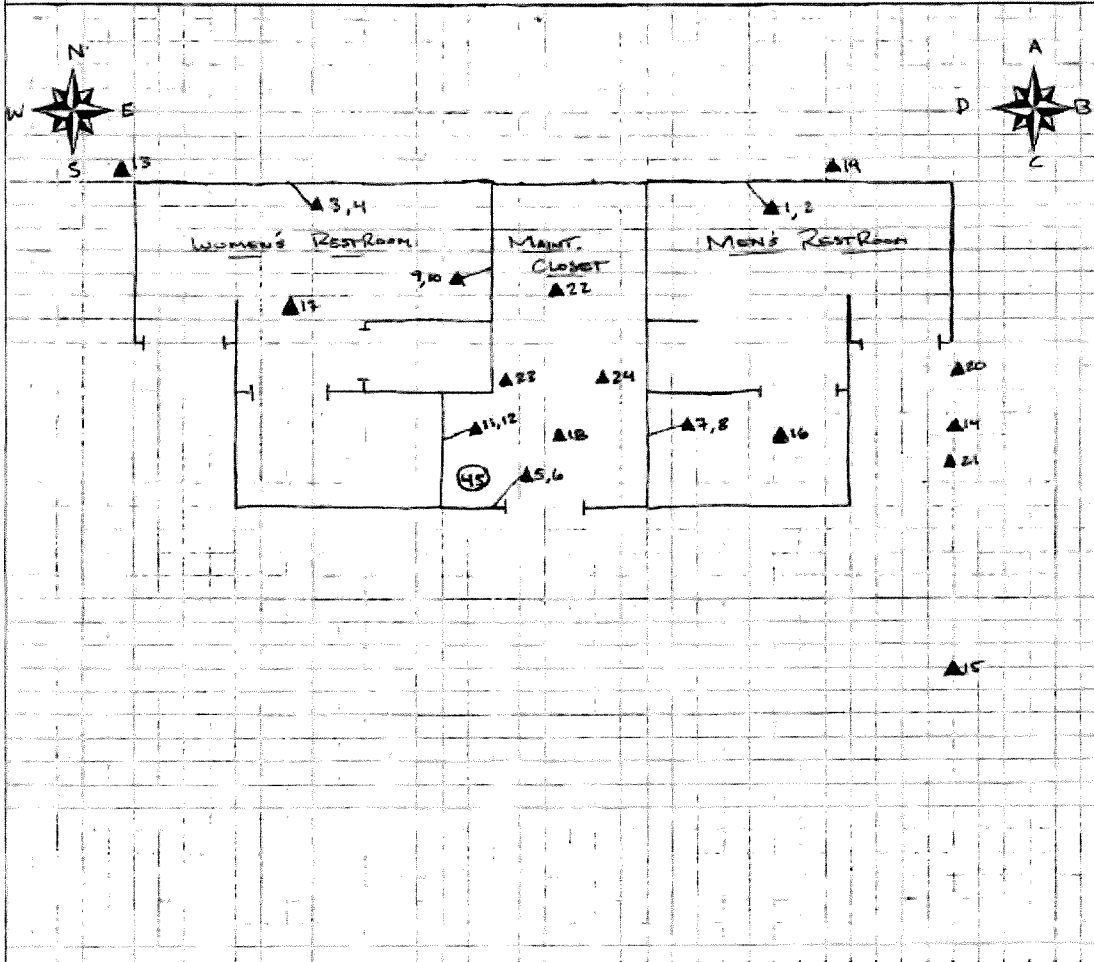 N
A
W E
D B
S
C
13
19
3,4
1,2
WOMEN'S RESTROOM
MAINT.
CLOSET
MEN'S RESTROOM
9,10
22
17
20
23
24
11,12
18
7,8
16
14
21
45
5,6
15